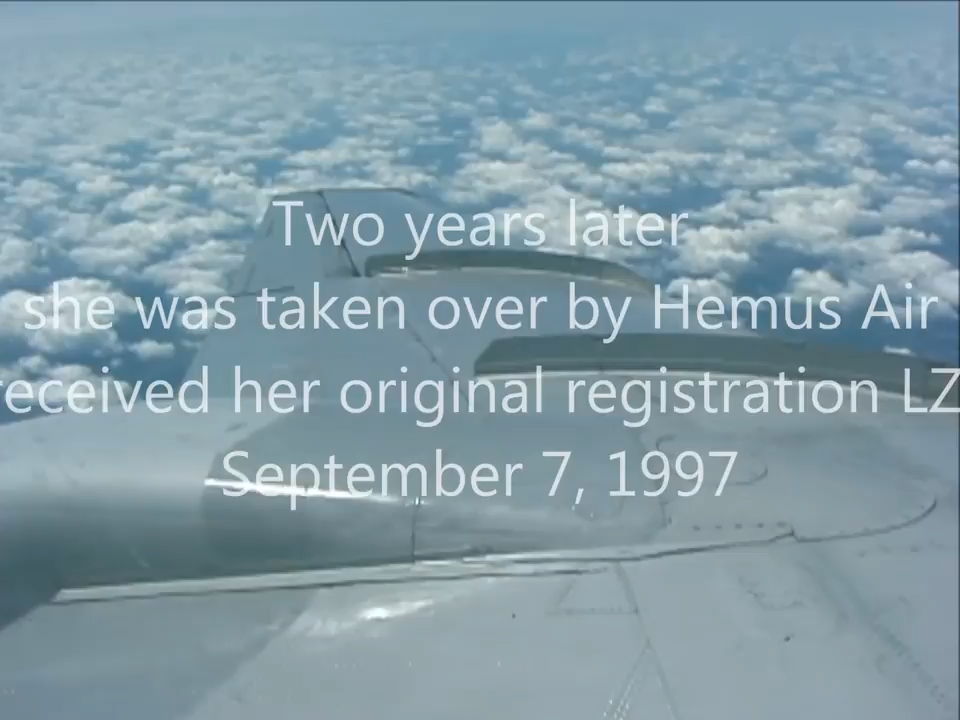 Two years later
she was taken over by Hemus Air
eceived her original registration LZ
September 7, 1997